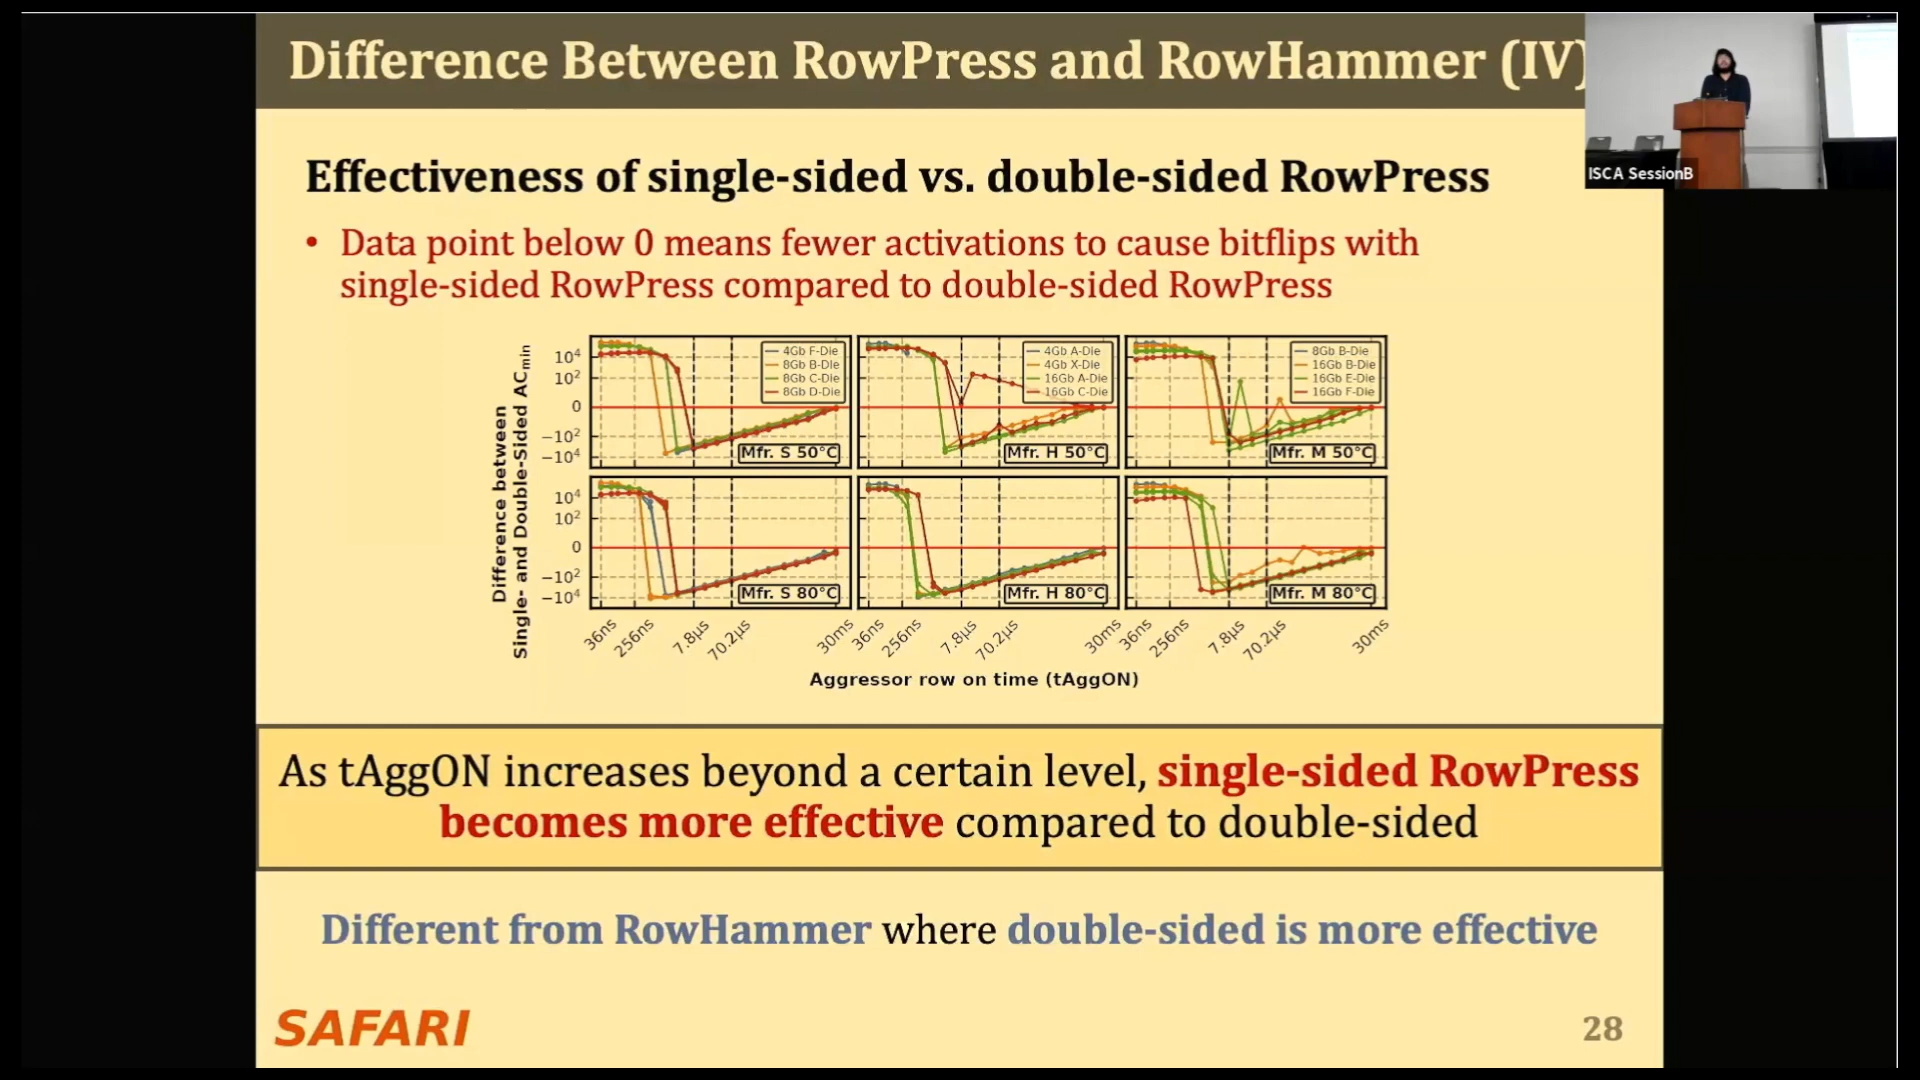 Difference Between RowPress and RowHammer (IV)
ISCA SessionB
Effectiveness of single-sided vs. double-sided RowPress
• Data point below 0 means fewer activations to cause bitflips with
single-sided RowPress compared to double-sided RowPress
Difference between
Single- and Double-Sided ACmin
10⁴
10²
0
−10²
−10⁴
4Gb F-Die
8Gb B-Die
8Gb C-Die
8Gb D-Die
Mfr. S 50°C
4Gb A-Die
4Gb X-Die
16Gb A-Die
16Gb C-Die
Mfr. H 50°C
8Gb B-Die
16Gb B-Die
16Gb E-Die
16Gb F-Die
Mfr. M 50°C
10⁴
10²
0
−10²
−10⁴
Mfr. S 80°C
Mfr. H 80°C
Mfr. M 80°C
36ns 256ns 7.8μs 70.2μs 30ms 36ns 256ns 7.8μs 70.2μs 30ms 36ns 256ns 7.8μs 70.2μs 30ms
Aggressor row on time (tAggON)
As tAggON increases beyond a certain level, single-sided RowPress
becomes more effective compared to double-sided
Different from RowHammer where double-sided is more effective
SAFARI
28